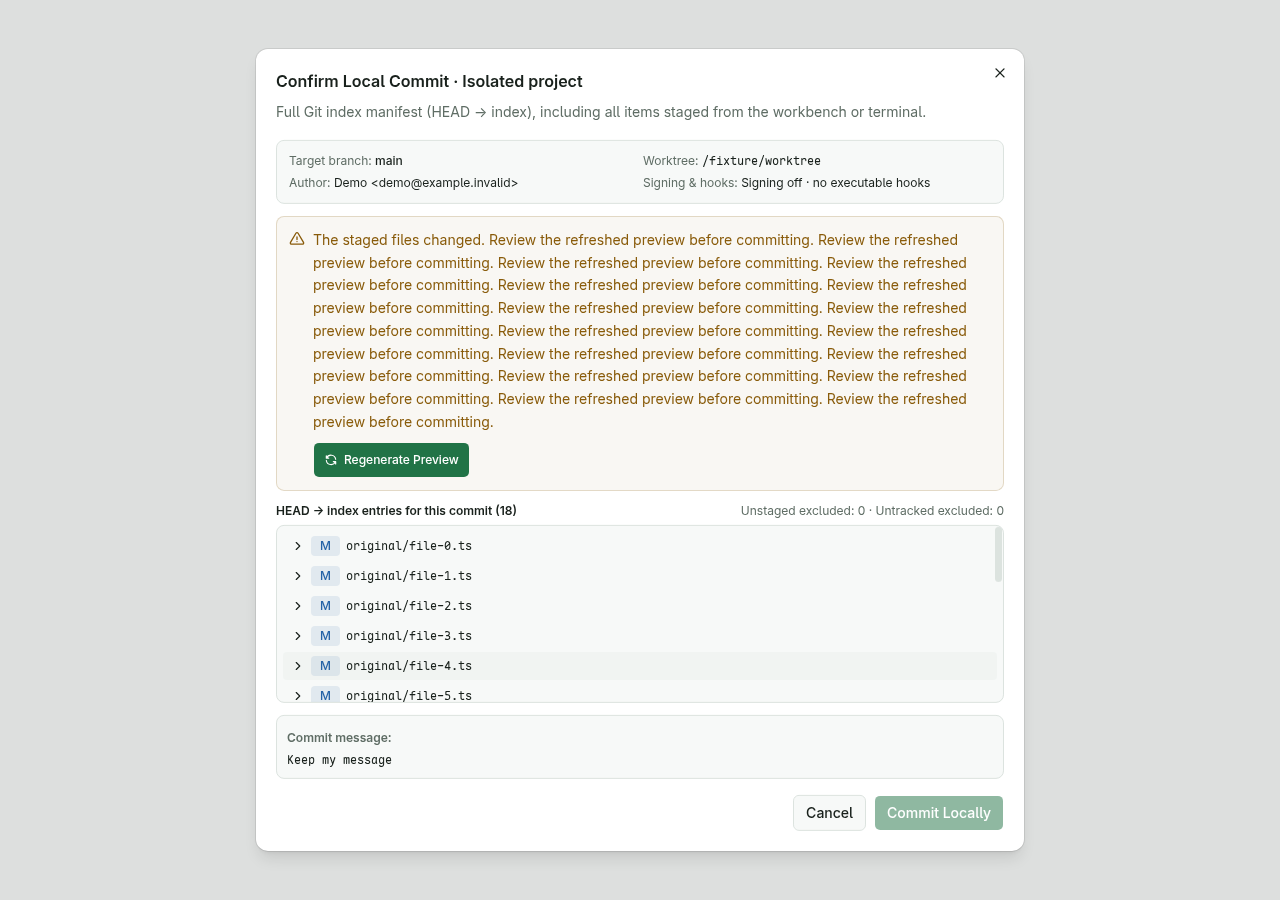 Confirm Local Commit · Isolated project
Full Git index manifest (HEAD → index), including all items staged from the workbench or terminal.
Target branch: main
Worktree: /fixture/worktree
Author: Demo <demo@example.invalid>
Signing & hooks: Signing off · no executable hooks
The staged files changed. Review the refreshed preview before committing. Review the refreshed
preview before committing. Review the refreshed preview before committing. Review the refreshed
preview before committing. Review the refreshed preview before committing. Review the refreshed
preview before committing. Review the refreshed preview before committing. Review the refreshed
preview before committing. Review the refreshed preview before committing. Review the refreshed
preview before committing. Review the refreshed preview before committing. Review the refreshed
preview before committing. Review the refreshed preview before committing. Review the refreshed
preview before committing. Review the refreshed preview before committing. Review the refreshed
preview before committing.
Regenerate Preview
HEAD → index entries for this commit (18)
Unstaged excluded: 0 · Untracked excluded: 0
M original/file-0.ts
M original/file-1.ts
M original/file-2.ts
M original/file-3.ts
M original/file-4.ts
M original/file-5.ts
Commit message:
Keep my message
Cancel
Commit Locally